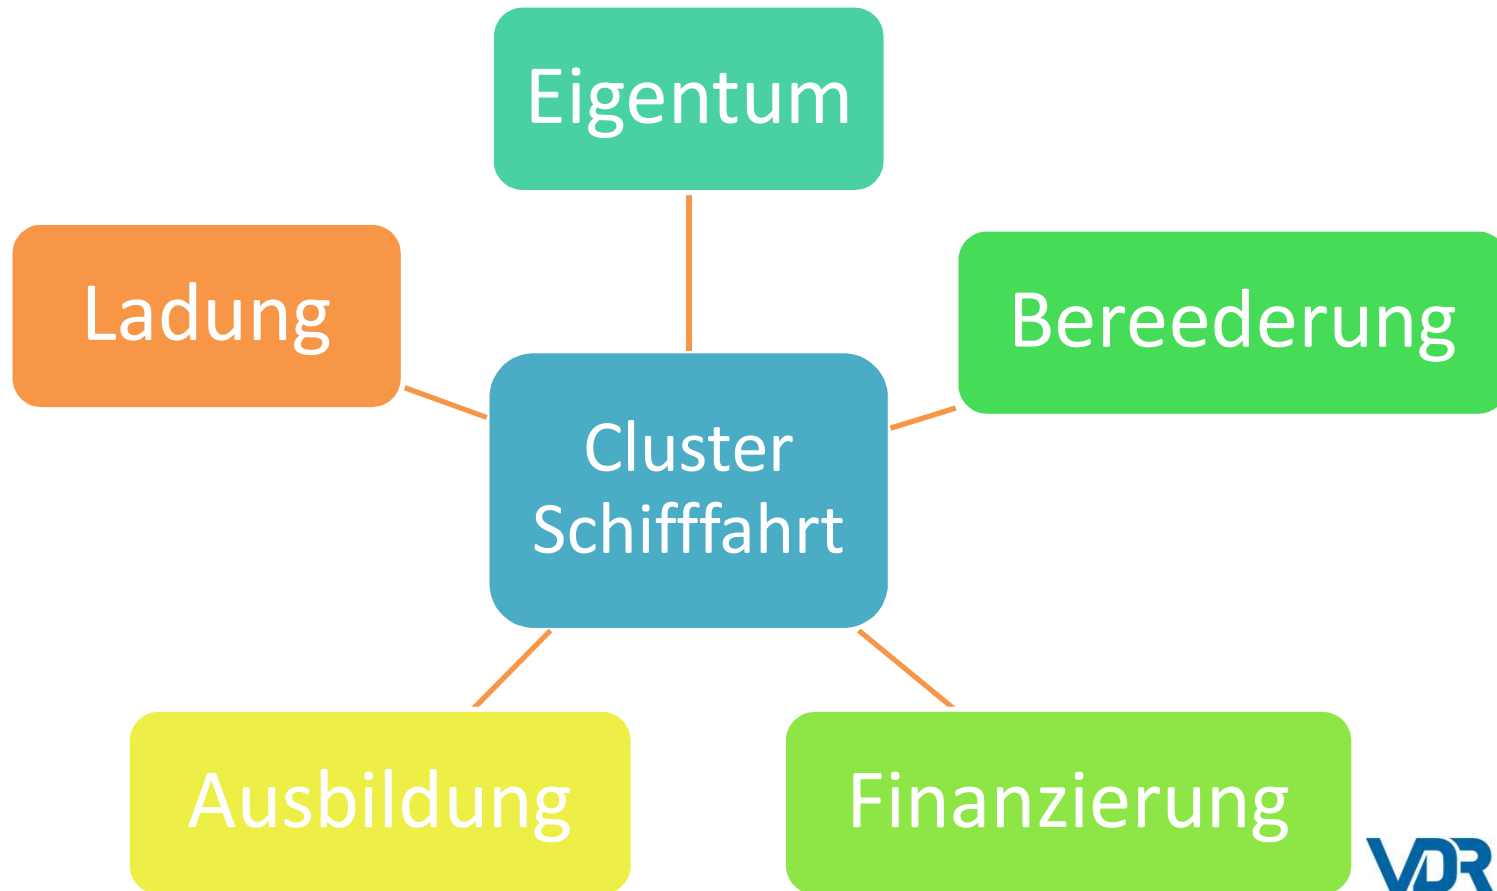 Eigentum
Ladung
Bereederung
Cluster
Schifffahrt
Ausbildung
Finanzierung
VDR